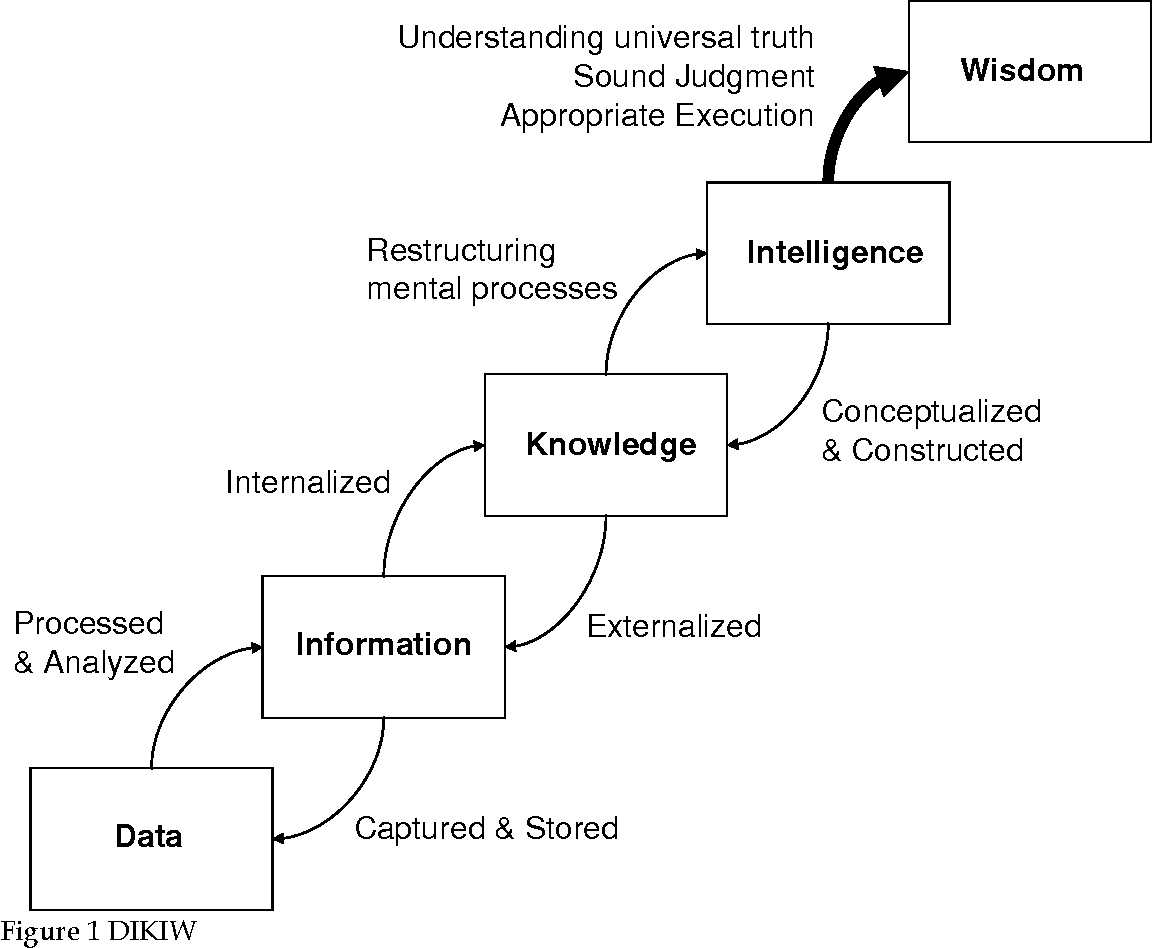 Understanding universal truth
Sound Judgment
Appropriate Execution
Wisdom
Restructuring
mental processes
Intelligence
Conceptualized
& Constructed
Knowledge
Internalized
Externalized
Processed
& Analyzed
Information
Captured & Stored
Data
Figure 1 DIKIW